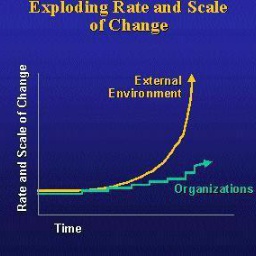 Exploding Rate and Scale
of Change
External
Environment
Rate and Scale of Change
Organizations
Time